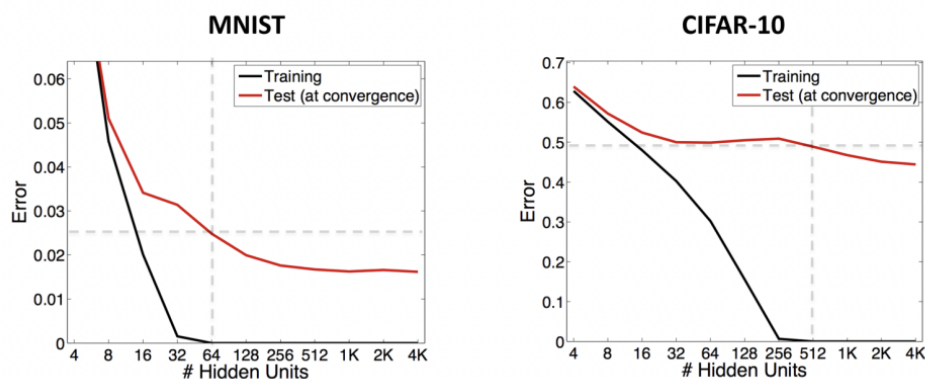 MNIST
0.06
0.05
0.04
0.03
0.02
0.01
0
Error
Training
Test (at convergence)
4 8 16 32 64 128 256 512 1K 2K 4K
# Hidden Units
CIFAR-10
0.7
0.6
0.5
0.4
0.3
0.2
0.1
0
Error
Training
Test (at convergence)
4 8 16 32 64 128 256 512 1K 2K 4K
# Hidden Units